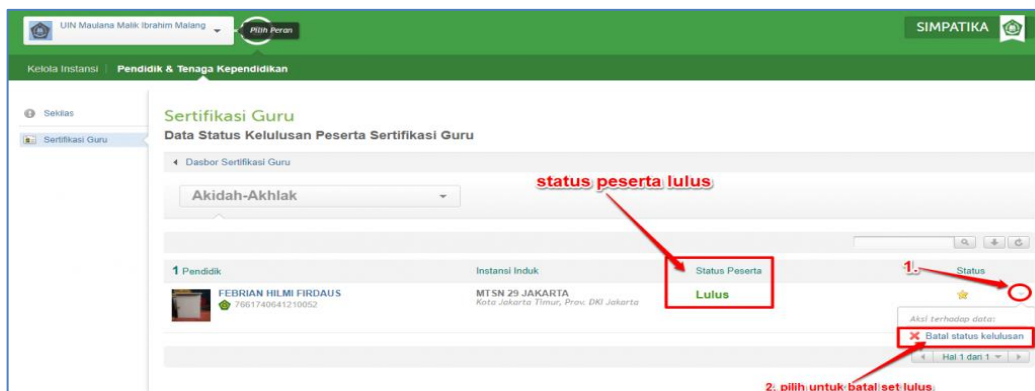 UIN Maulana Malik Ibrahim Malang
Pilih Peran
SIMPATIKA
Kelola Instansi | Pendidik & Tenaga Kependidikan
Sekilas
Sertifikasi Guru
Sertifikasi Guru
Data Status Kelulusan Peserta Sertifikasi Guru
Dasbor Sertifikasi Guru
Akidah-Akhlak
status peserta lulus
1 Pendidik
Instansi Induk
Status Peserta
1.
Status
FEBRIAN HILMI FIRDAUS
7661740641210052
MTSN 29 JAKARTA
Kota Jakarta Timur, Prov. DKI Jakarta
Lulus
Aksi terhadap data:
Batal status kelulusan
Hal 1 dari 1
2. pilih untuk batal set lulus